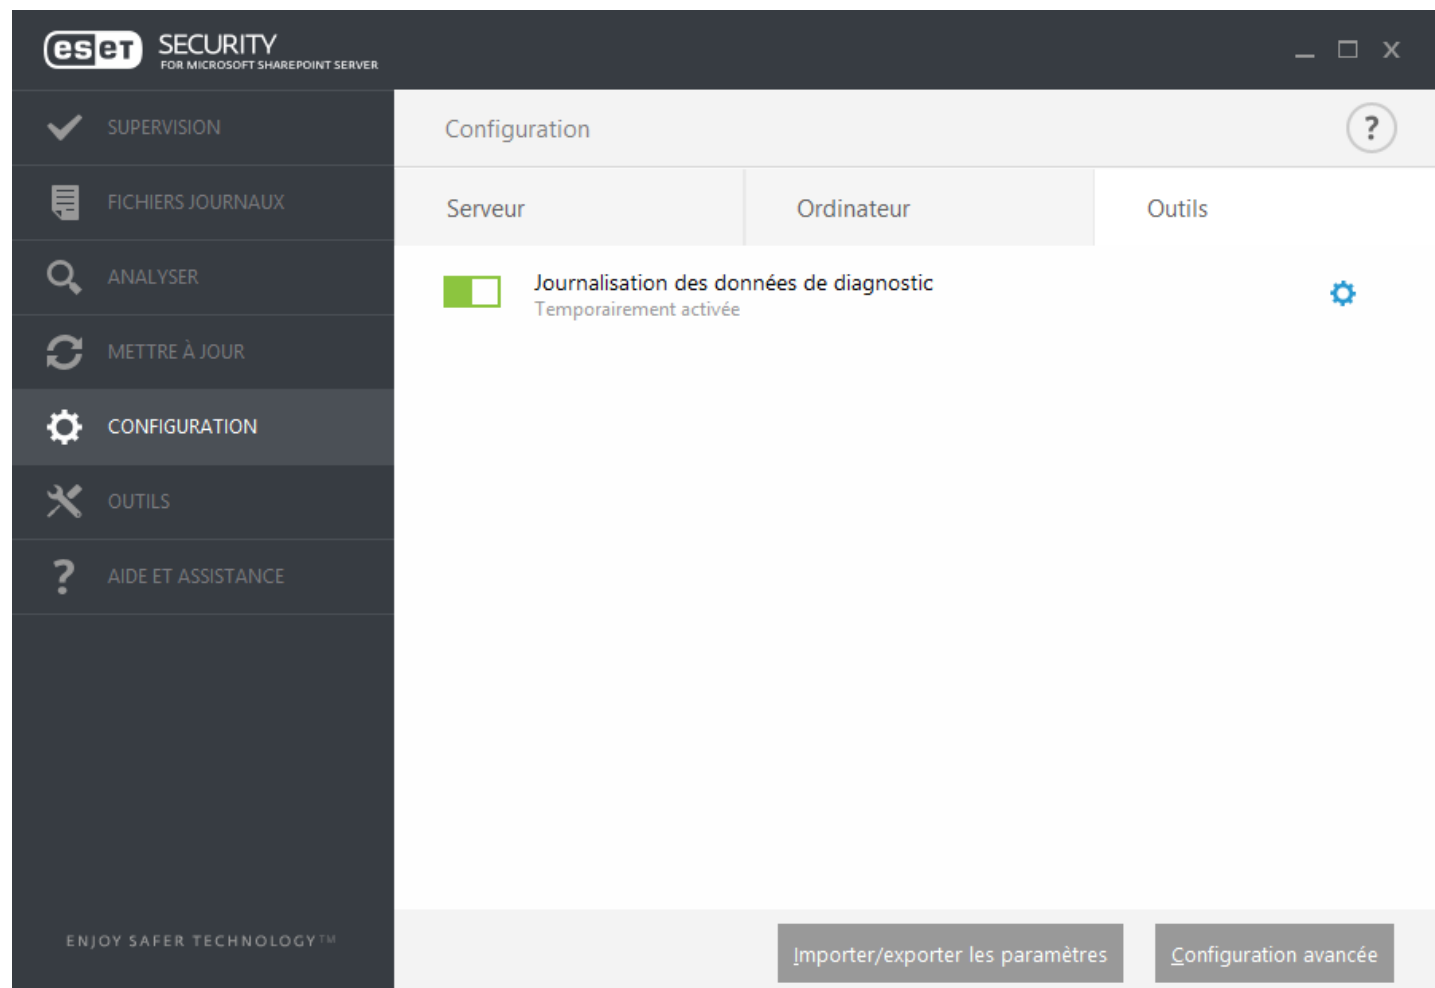 eset SECURITY
FOR MICROSOFT SHAREPOINT SERVER
SUPERVISION
FICHIERS JOURNAUX
ANALYSER
METTRE À JOUR
CONFIGURATION
OUTILS
? AIDE ET ASSISTANCE
ENJOY SAFER TECHNOLOGY™
Configuration ?
Serveur Ordinateur Outils
Journalisation des données de diagnostic
Temporairement activée
Importer/exporter les paramètres Configuration avancée